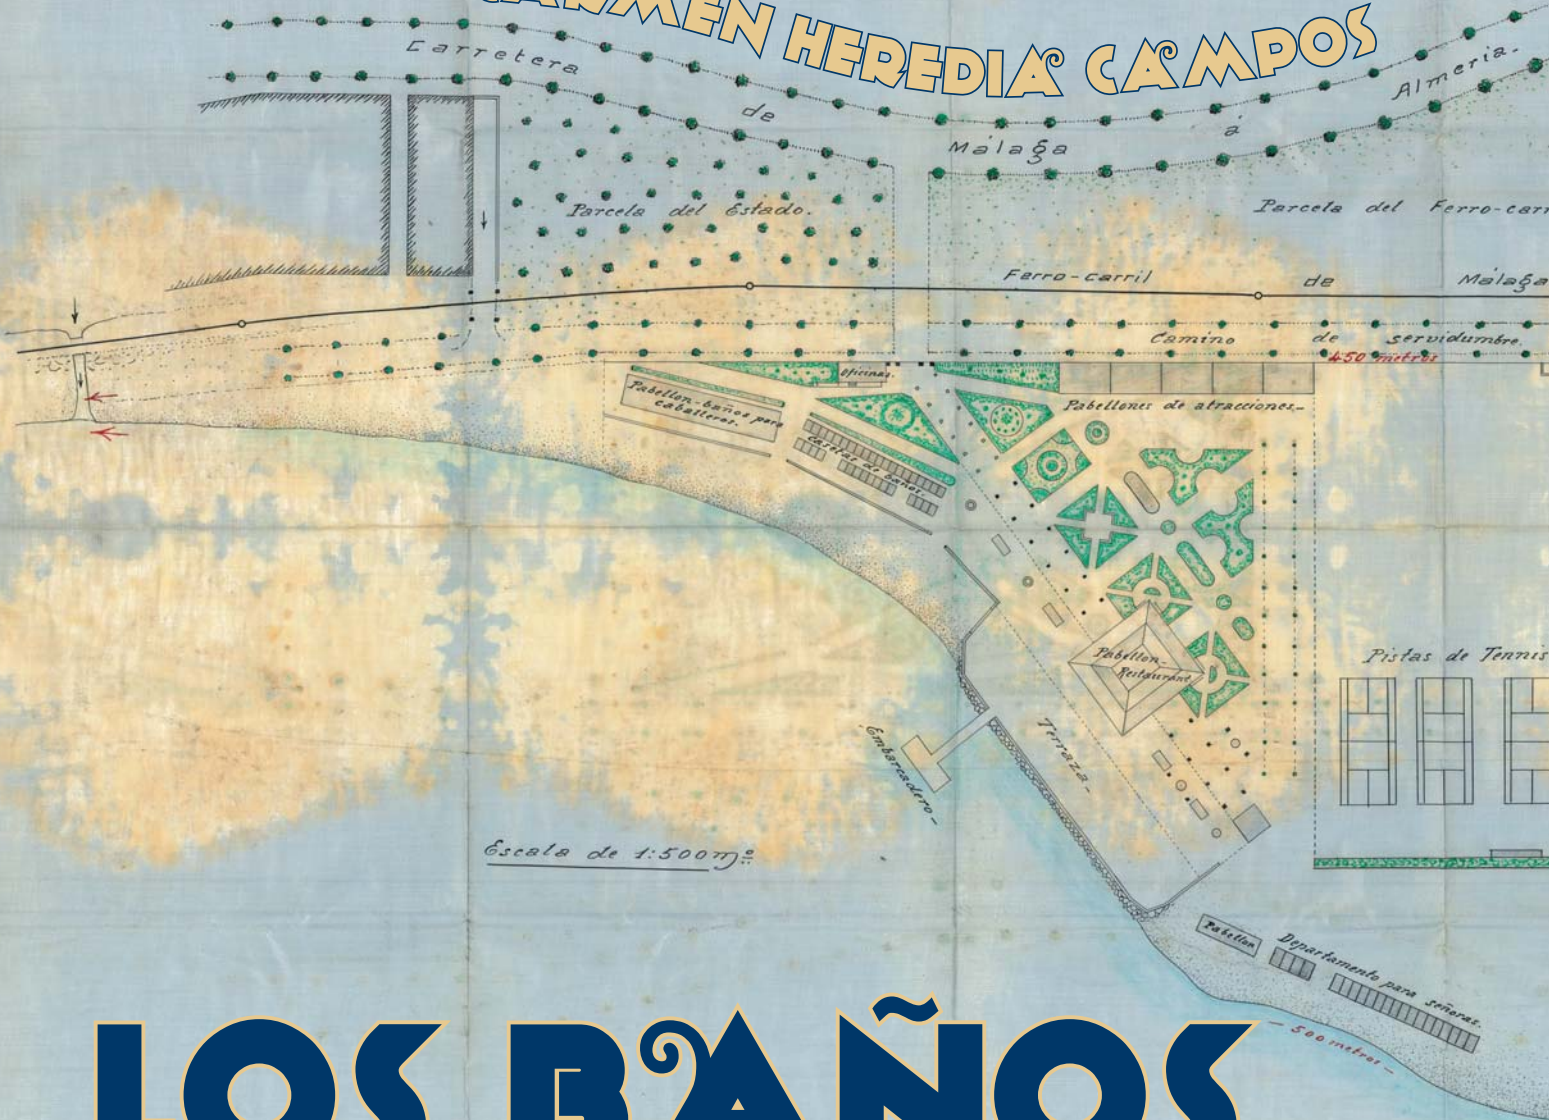 CARMEN HEREDIA CAMPOS
Carretera de Málaga á Almeria.
Parcela del Estado.
Parcela del Ferro-carr
Ferro-carril de Málaga
Camino de servidumbre.
450 metros
Oficinas.
Pabellon-baños para
caballeros.
Casetas de baños.
Pabellones de atracciones.-
Pabellon-
Restaurant
Pistas de Tennis
Terraza-
Embarcadero-
Escala de 1:500 m͟o͟
Pabellon
Departamento para señoras.
- 500 metros -
LOS BAÑOS